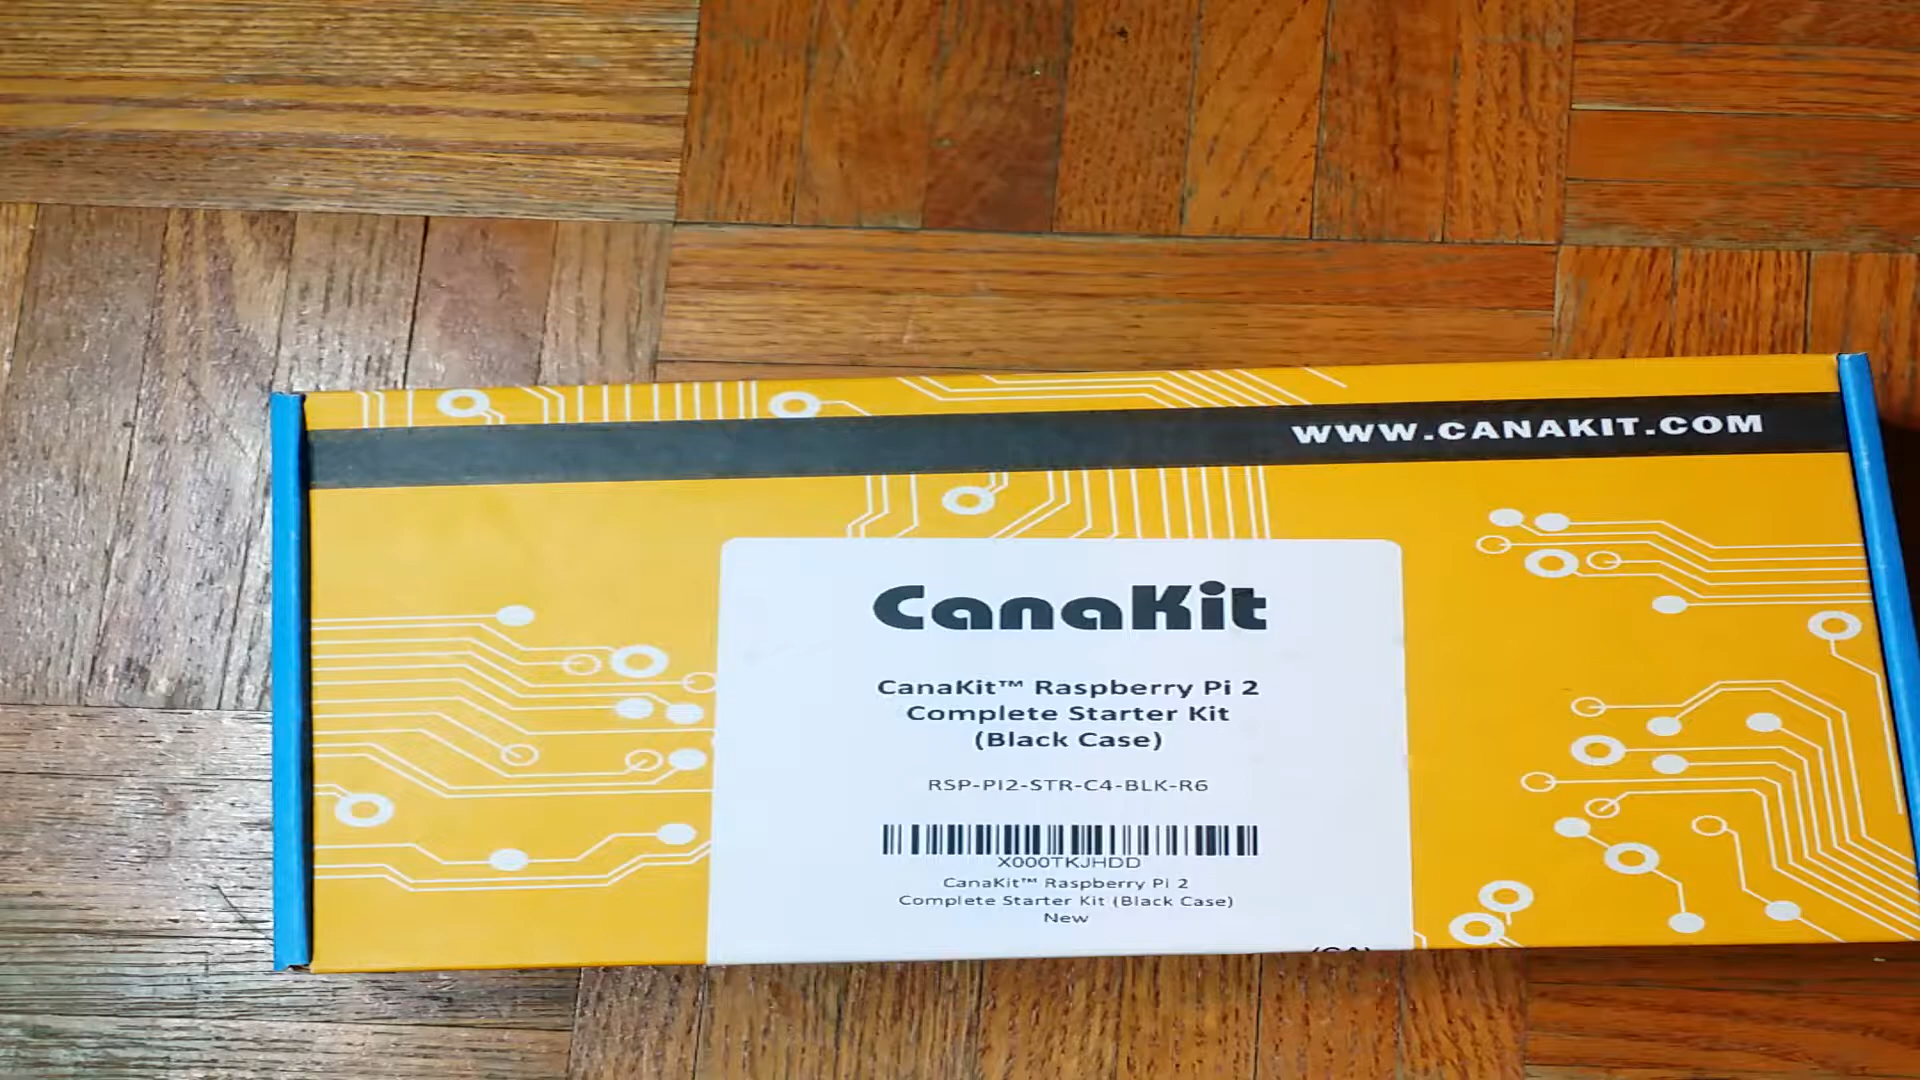 WWW.CANAKIT.COM
CanaKit
CanaKit™ Raspberry Pi 2
Complete Starter Kit
(Black Case)
RSP-PI2-STR-C4-BLK-R6
X000TKJHDD
CanaKit™ Raspberry Pi 2
Complete Starter Kit (Black Case)
New